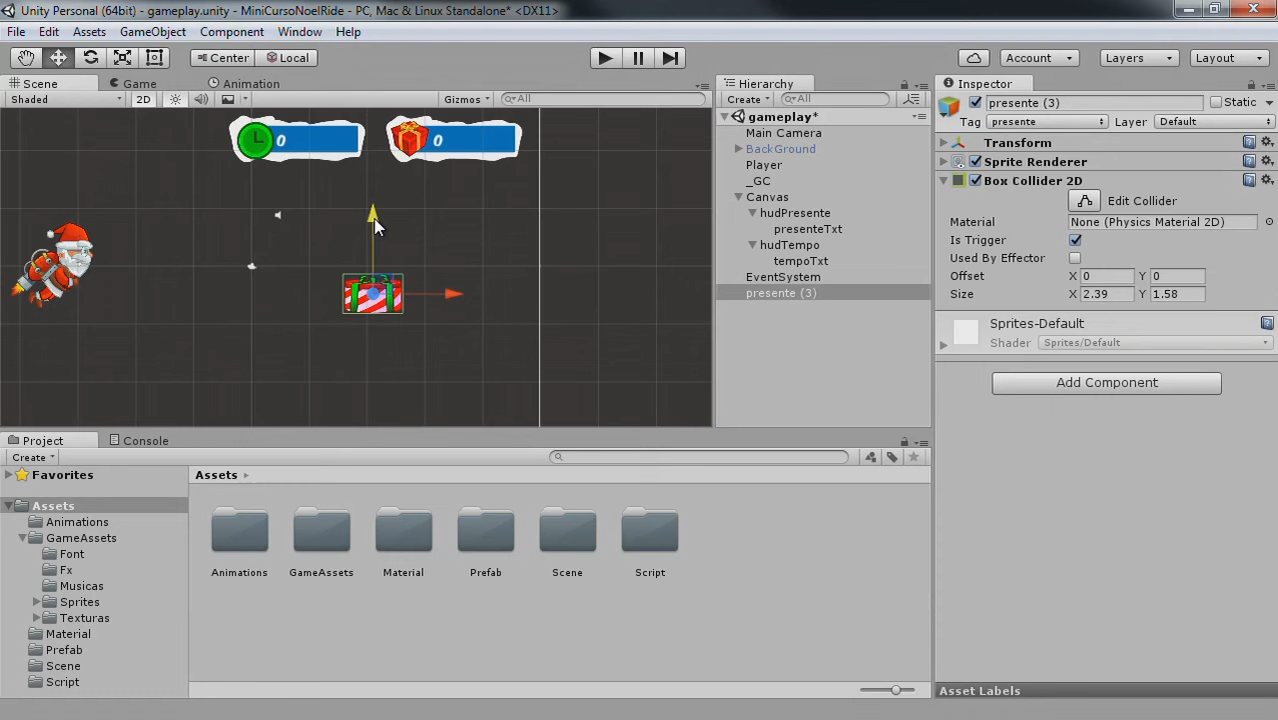 Unity Personal (64bit) - gameplay.unity - MiniCursoNoelRide - PC, Mac & Linux Standalone* <DX11>
File Edit Assets GameObject Component Window Help
Center Local Account Layers Layout
Scene Game Animation Hierarchy Inspector
Shaded 2D Gizmos All Create All presente (3) Static
gameplay* Tag presente Layer Default
Main Camera Transform
BackGround Sprite Renderer
Player Box Collider 2D
_GC Edit Collider
Canvas Material None (Physics Material 2D)
hudPresente Is Trigger
presenteTxt Used By Effector
hudTempo Offset X 0 Y 0
tempoTxt Size X 2.39 Y 1.58
EventSystem
presente (3)
Sprites-Default
Shader Sprites/Default
Add Component
0 0
Project Console
Create
Favorites
Assets
Assets
Animations
GameAssets
Font
Fx
Musicas
Sprites
Texturas
Material
Prefab
Scene
Script
Animations GameAssets Material Prefab Scene Script
Asset Labels